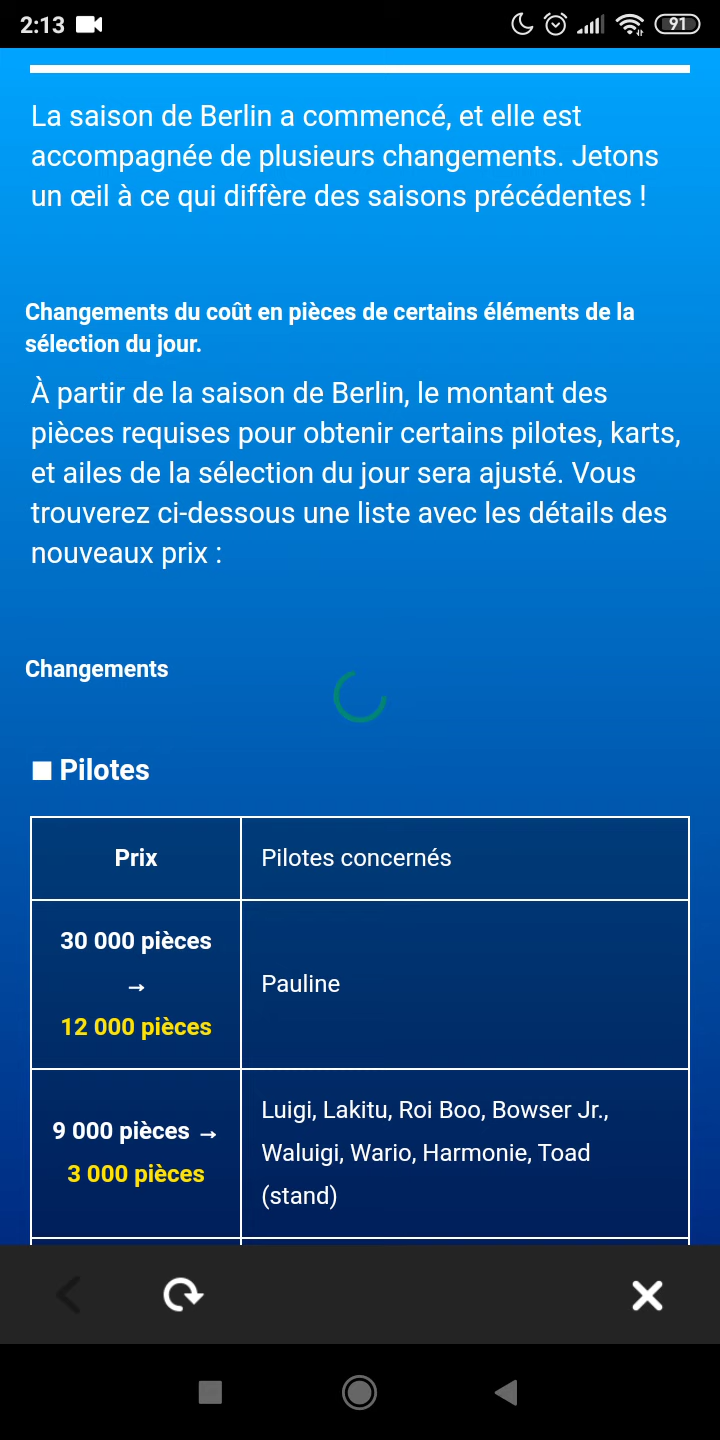 2:13
91
La saison de Berlin a commencé, et elle est
accompagnée de plusieurs changements. Jetons
un œil à ce qui diffère des saisons précédentes !
Changements du coût en pièces de certains éléments de la
sélection du jour.
À partir de la saison de Berlin, le montant des
pièces requises pour obtenir certains pilotes, karts,
et ailes de la sélection du jour sera ajusté. Vous
trouverez ci-dessous une liste avec les détails des
nouveaux prix :
Changements
■ Pilotes
Prix
Pilotes concernés
30 000 pièces
→
12 000 pièces
Pauline
9 000 pièces →
3 000 pièces
Luigi, Lakitu, Roi Boo, Bowser Jr.,
Waluigi, Wario, Harmonie, Toad
(stand)